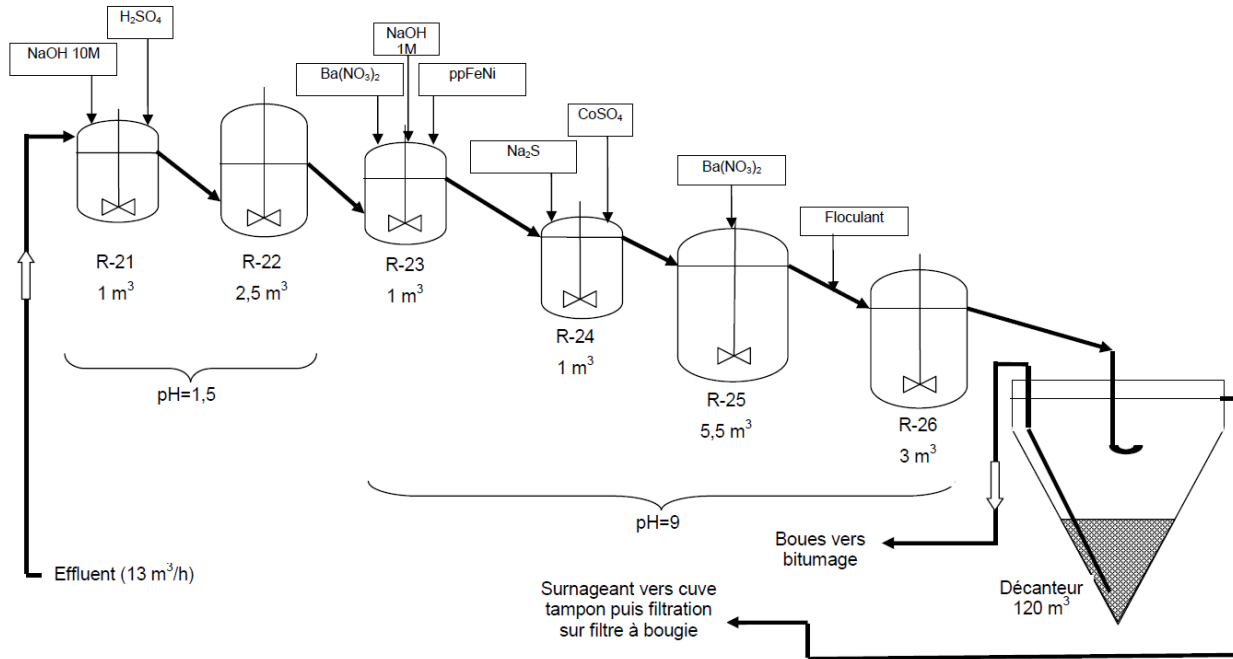 H₂SO₄
NaOH 10M
NaOH
1M
Ba(NO₃)₂
ppFeNi
CoSO₄
Na₂S
Ba(NO₃)₂
Floculant
R-21
1 m³
R-22
2,5 m³
R-23
1 m³
R-24
1 m³
R-25
5,5 m³
R-26
3 m³
pH=1,5
pH=9
Effluent (13 m³/h)
Boues vers
bitumage
Surnageant vers cuve
tampon puis filtration
sur filtre à bougie
Décanteur
120 m³